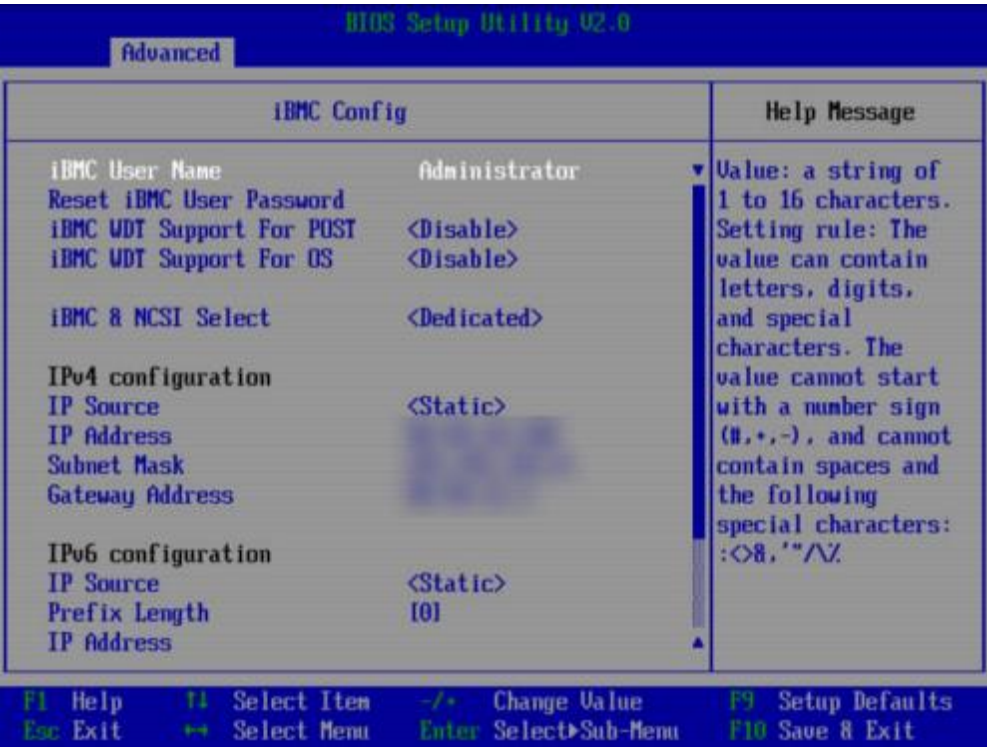 BIOS Setup Utility V2.0
Advanced
iBMC Config
Help Message
iBMC User Name Administrator
Reset iBMC User Password
iBMC WDT Support For POST <Disable>
iBMC WDT Support For OS <Disable>
iBMC & NCSI Select <Dedicated>
IPv4 configuration
IP Source <Static>
IP Address
Subnet Mask
Gateway Address
IPv6 configuration
IP Source <Static>
Prefix Length [0]
IP Address
Value: a string of
1 to 16 characters.
Setting rule: The
value can contain
letters, digits,
and special
characters. The
value cannot start
with a number sign
(#,+,-), and cannot
contain spaces and
the following
special characters:
:<>&,'"/\%
F1 Help ↑↓ Select Item -/+ Change Value F9 Setup Defaults
Esc Exit ↔ Select Menu Enter Select▶Sub-Menu F10 Save & Exit